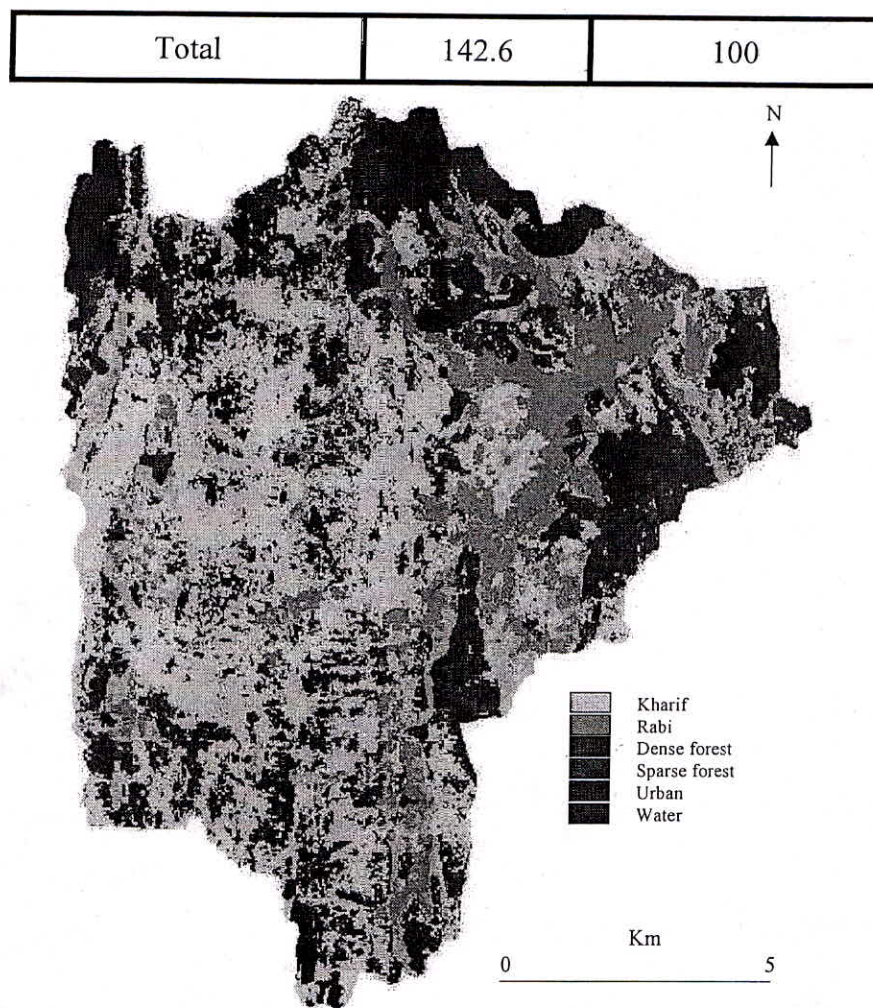 Total 142.6 100
N
Kharif
Rabi
Dense forest
Sparse forest
Urban
Water
Km
0 5